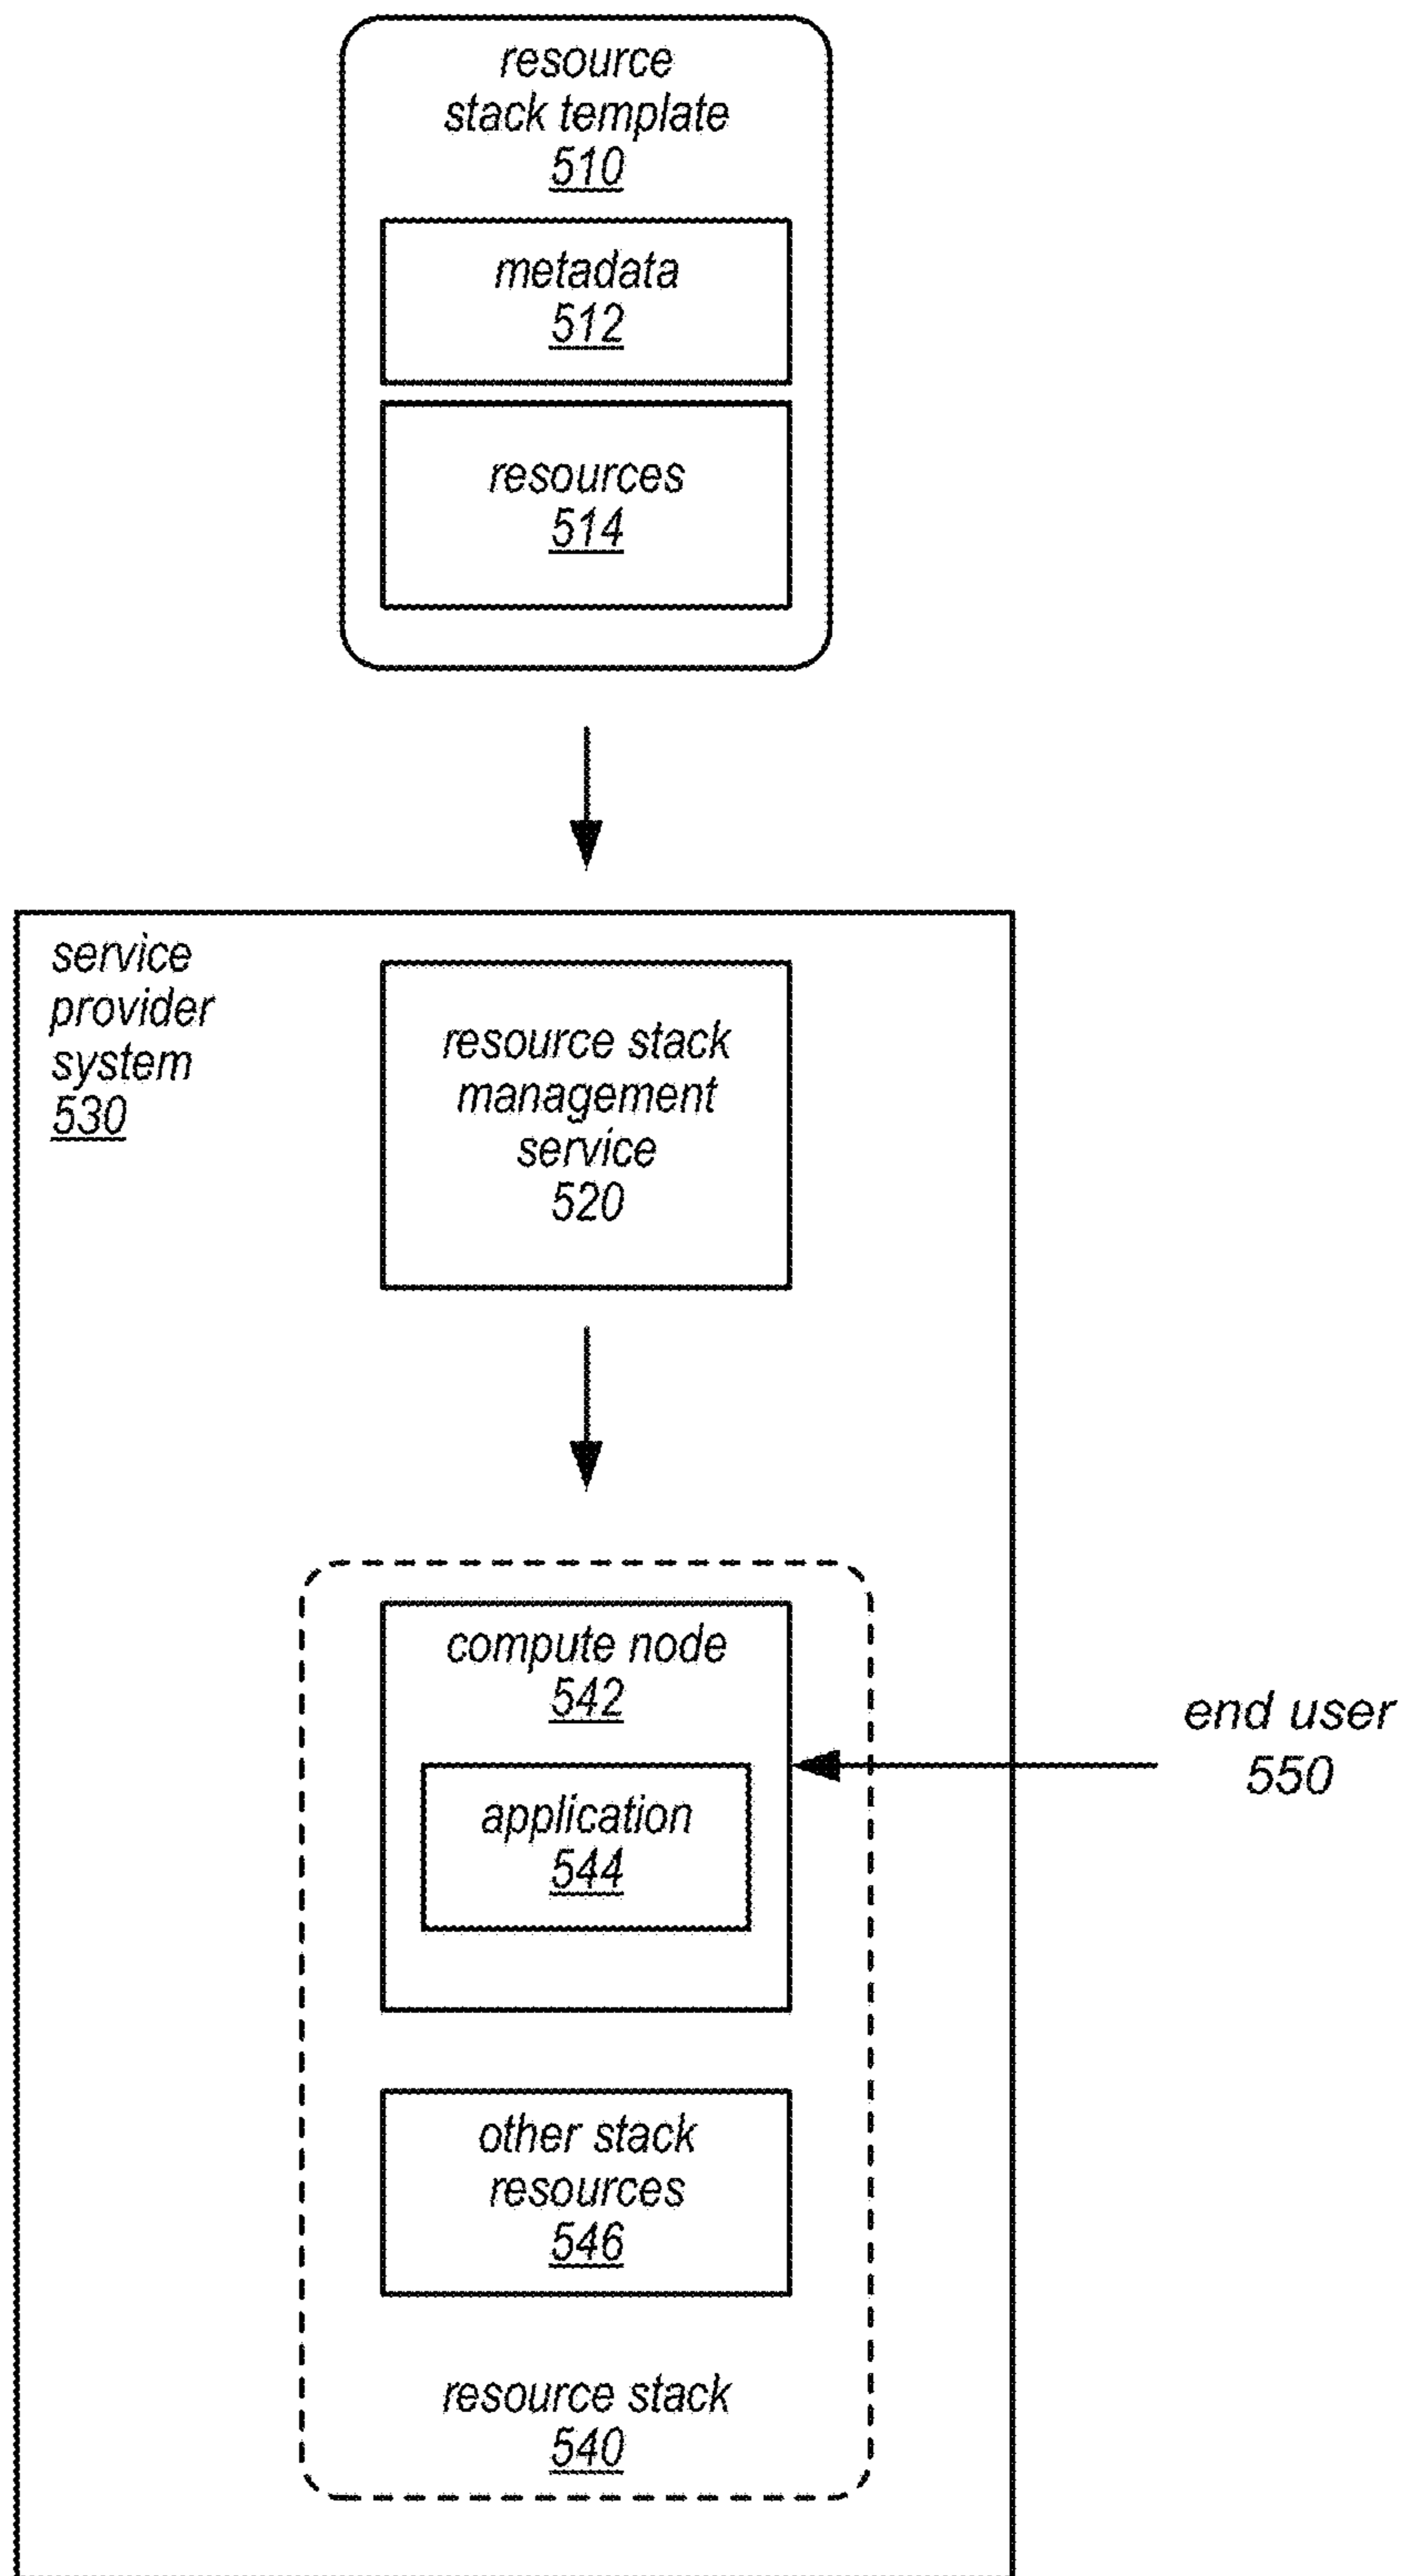 resource
stack template
510
metadata
512
resources
514
service
provider
system
530
resource stack
management
service
520
compute node
542
application
544
end user
550
other stack
resources
546
resource stack
540